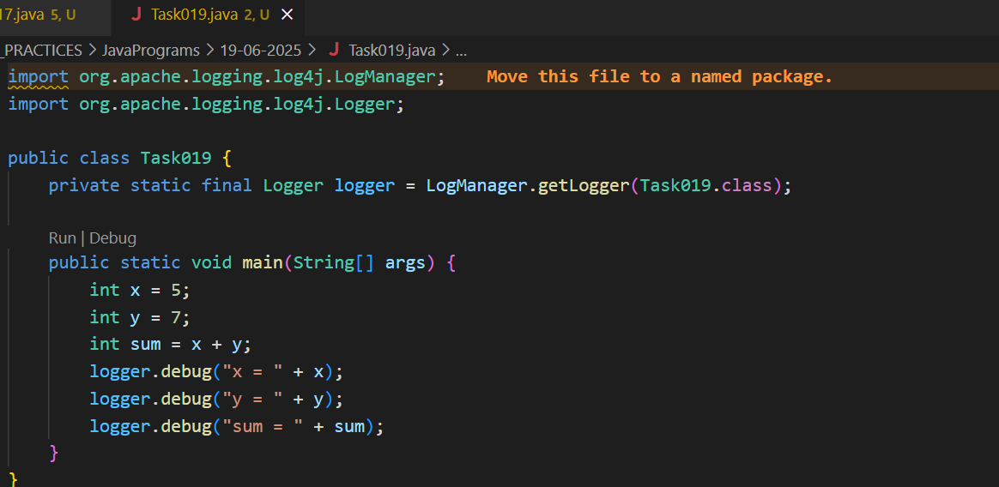 17.java 5, U J Task019.java 2, U ×
_PRACTICES > JavaPrograms > 19-06-2025 > J Task019.java > ...
import org.apache.logging.log4j.LogManager; Move this file to a named package.
import org.apache.logging.log4j.Logger;
public class Task019 {
private static final Logger logger = LogManager.getLogger(Task019.class);
Run | Debug
public static void main(String[] args) {
int x = 5;
int y = 7;
int sum = x + y;
logger.debug("x = " + x);
logger.debug("y = " + y);
logger.debug("sum = " + sum);
}
}